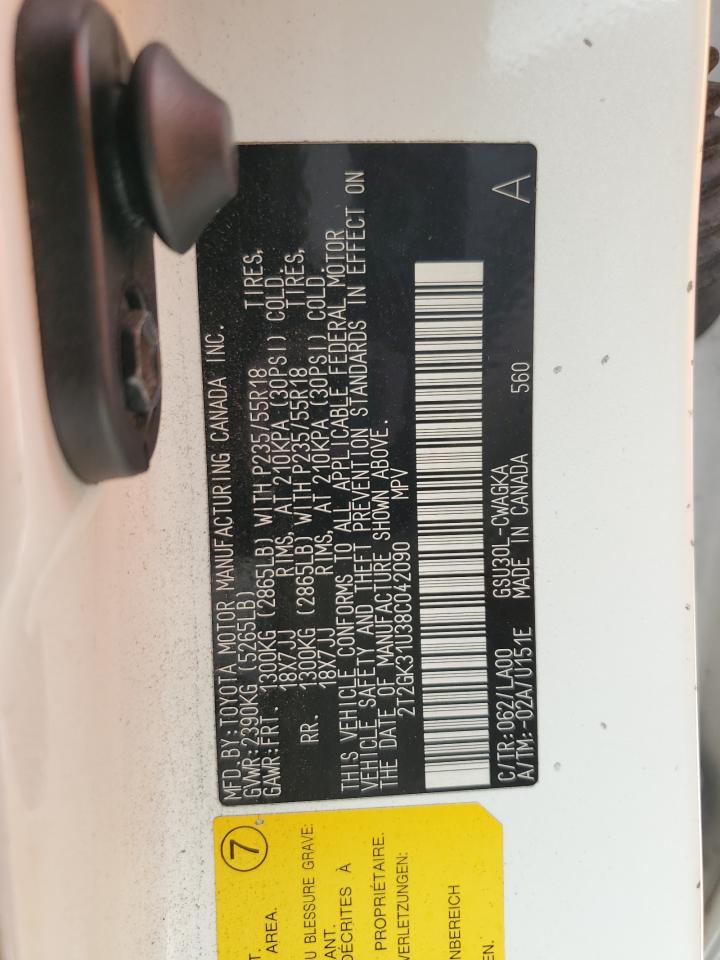 MFD.BY:TOYOTA MOTOR MANUFACTURING CANADA INC.
GVWR:2390KG (5265LB)
GAWR:FRT. 1300KG (2865LB) WITH P235/55R18 TIRES,
18X7JJ RIMS, AT 210KPA (30PSI) COLD.
RR. 1300KG (2865LB) WITH P235/55R18 TIRES,
18X7JJ RIMS, AT 210KPA (30PSI) COLD.
THIS VEHICLE CONFORMS TO ALL APPLICABLE FEDERAL MOTOR
VEHICLE SAFETY AND THEFT PREVENTION STANDARDS IN EFFECT ON
THE DATE OF MANUFACTURE SHOWN ABOVE.
2T2GK31U38C042090 MPV
C/TR:062/LA00 GSU30L-CWAGKA 560
A/TM:-02A/U151E MADE IN CANADA
A
7
T.
AREA.
U BLESSURE GRAVE:
ANT.
DÉCRITES À
PROPRIÉTAIRE.
VERLETZUNGEN:
NBEREICH
EN.